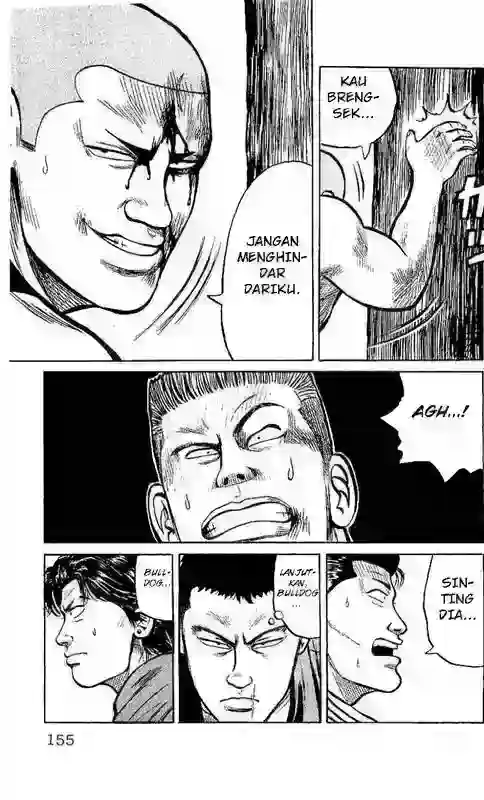 KAU
BRENG-
SEK...
JANGAN
MENGHIN-
DAR
DARIKU.
AGH...!
SIN-
TING
DIA...
LANJUT-
KAN,
BULLDOG
...
BULL-
DOG...
155